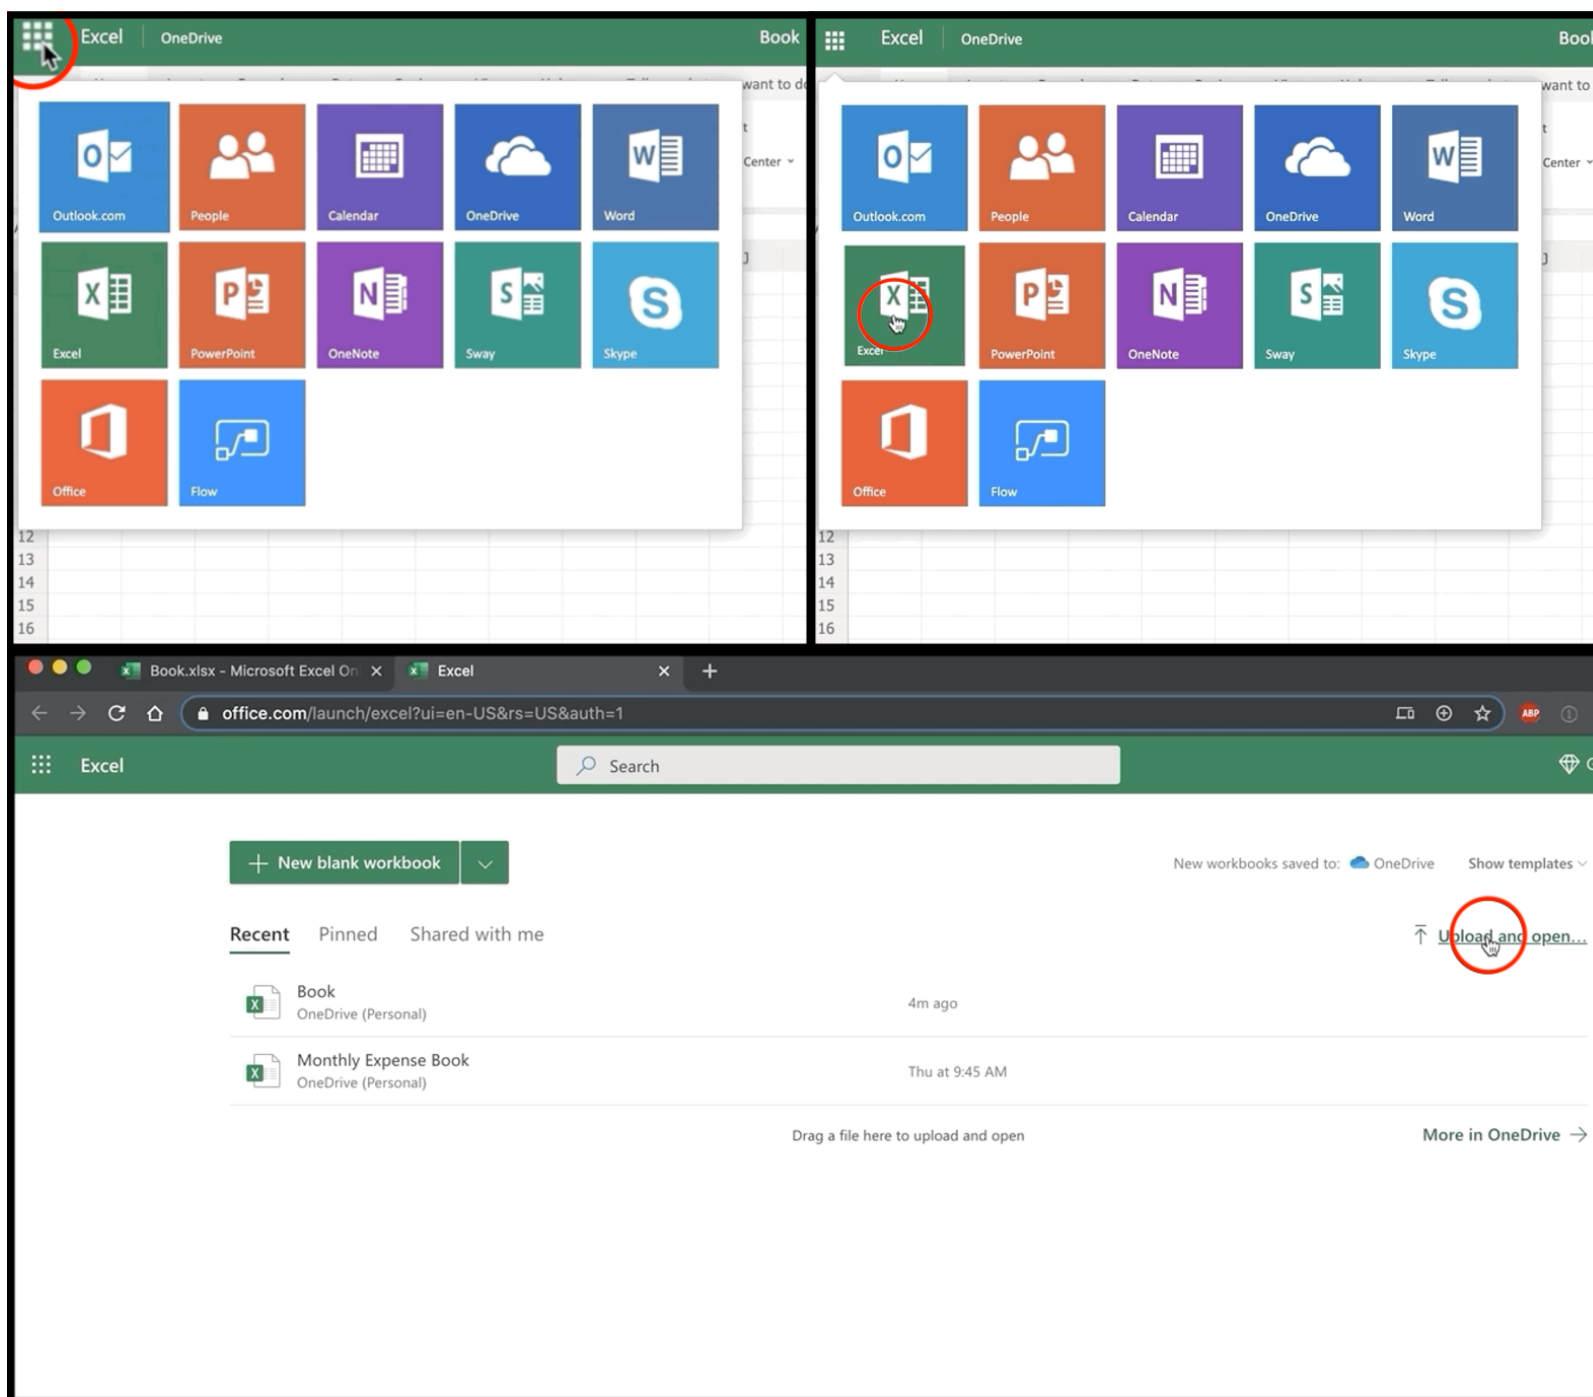 Excel OneDrive Book
want to do
t
Center
Outlook.com People Calendar OneDrive Word
J
Excel PowerPoint OneNote Sway Skype
Office Flow
12
13
14
15
16
Excel OneDrive
want to
t
Center
Outlook.com People Calendar OneDrive Word
J
Excel PowerPoint OneNote Sway Skype
Office Flow
12
13
14
15
16
Book.xlsx - Microsoft Excel Onl Excel
office.com/launch/excel?ui=en-US&rs=US&auth=1 ABP
Excel Search
New blank workbook
New workbooks saved to: OneDrive Show templates
Recent Pinned Shared with me
Upload and open...
Book
OneDrive (Personal)
4m ago
Monthly Expense Book
OneDrive (Personal)
Thu at 9:45 AM
Drag a file here to upload and open
More in OneDrive